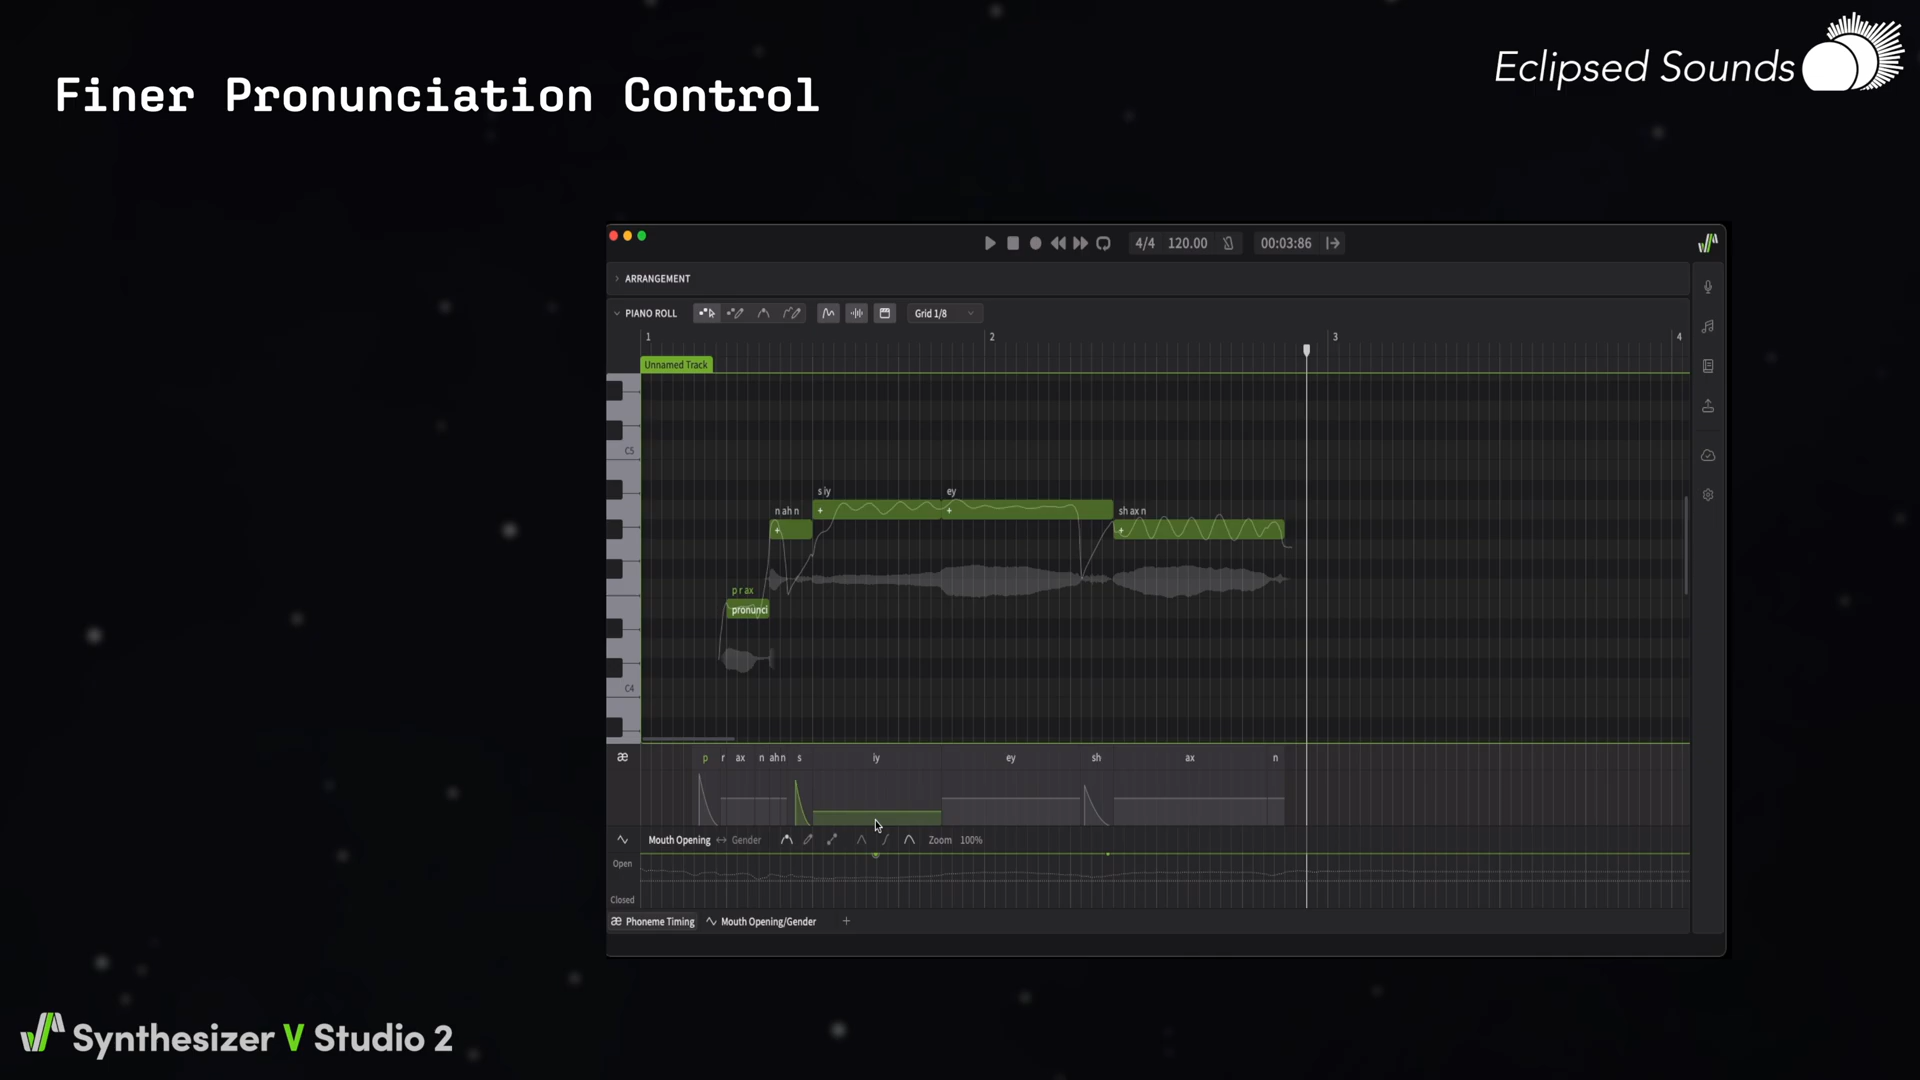 Finer Pronunciation Control
Eclipsed Sounds
4/4 120.00 00:03:86
ARRANGEMENT
PIANO ROLL Grid 1/8
1 2 3 4
Unnamed Track
C5
s iy ey
+ +
n ah n sh ax n
+ +
p r ax
pronunci
C4
æ p r ax n ah n s iy ey sh ax n
Mouth Opening ↔ Gender Zoom 100%
Open
Closed
æ Phoneme Timing Mouth Opening/Gender +
Synthesizer V Studio 2